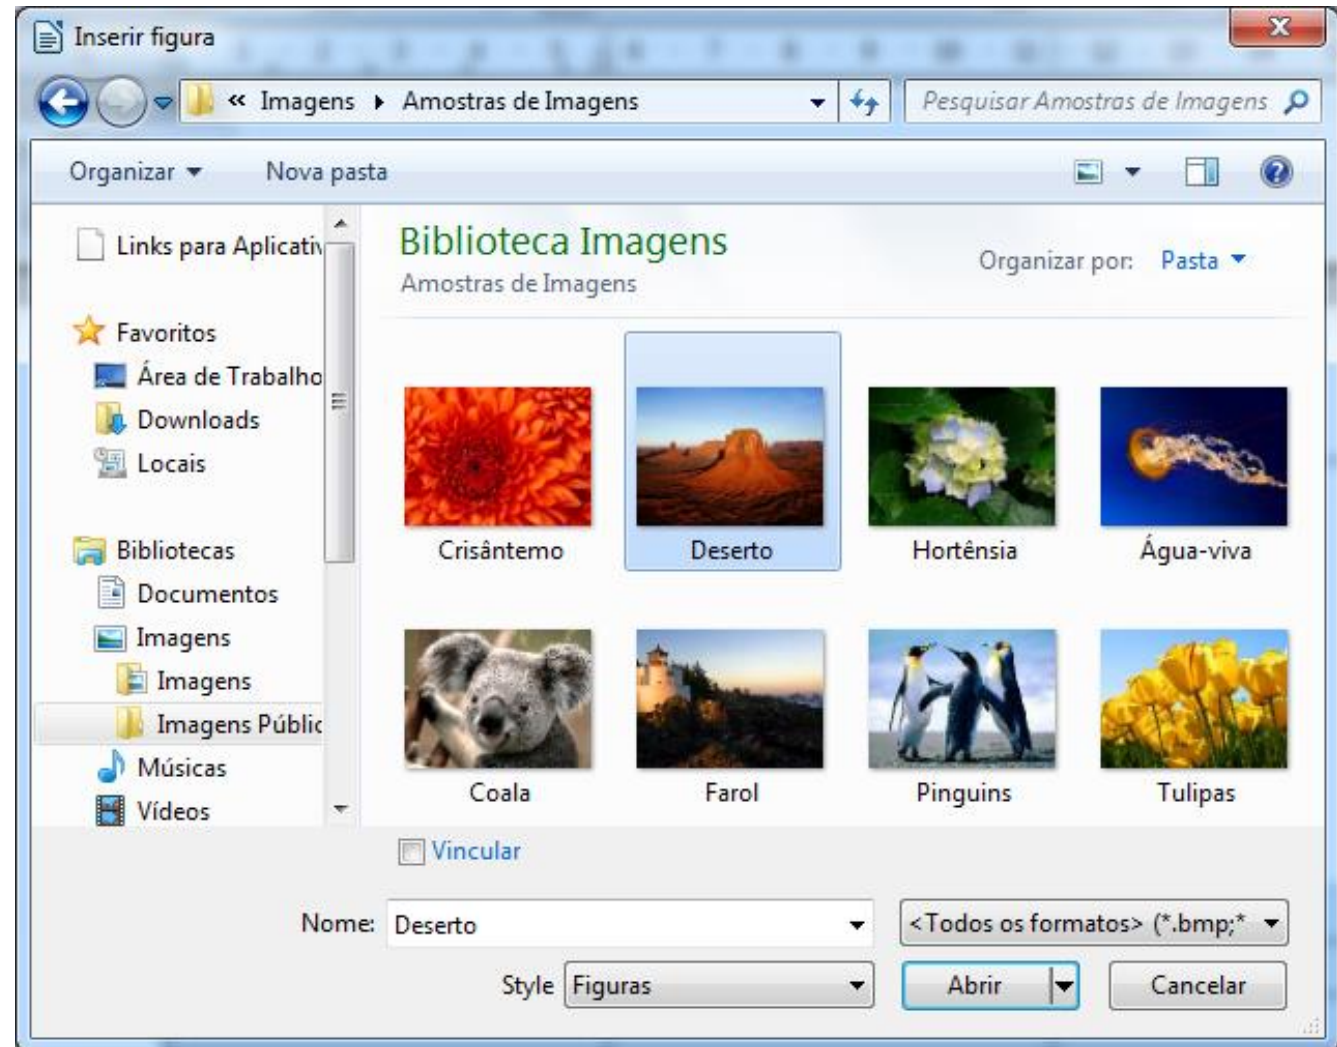 Inserir figura
« Imagens Amostras de Imagens
Pesquisar Amostras de Imagens
Organizar Nova pasta
Links para Aplicativ
Favoritos
Área de Trabalho
Downloads
Locais
Bibliotecas
Documentos
Imagens
Imagens
Imagens Públic
Músicas
Vídeos
Biblioteca Imagens
Amostras de Imagens
Organizar por: Pasta
Crisântemo Deserto Hortênsia Água-viva
Coala Farol Pinguins Tulipas
Vincular
Nome: Deserto <Todos os formatos> (*.bmp;*
Style Figuras Abrir Cancelar